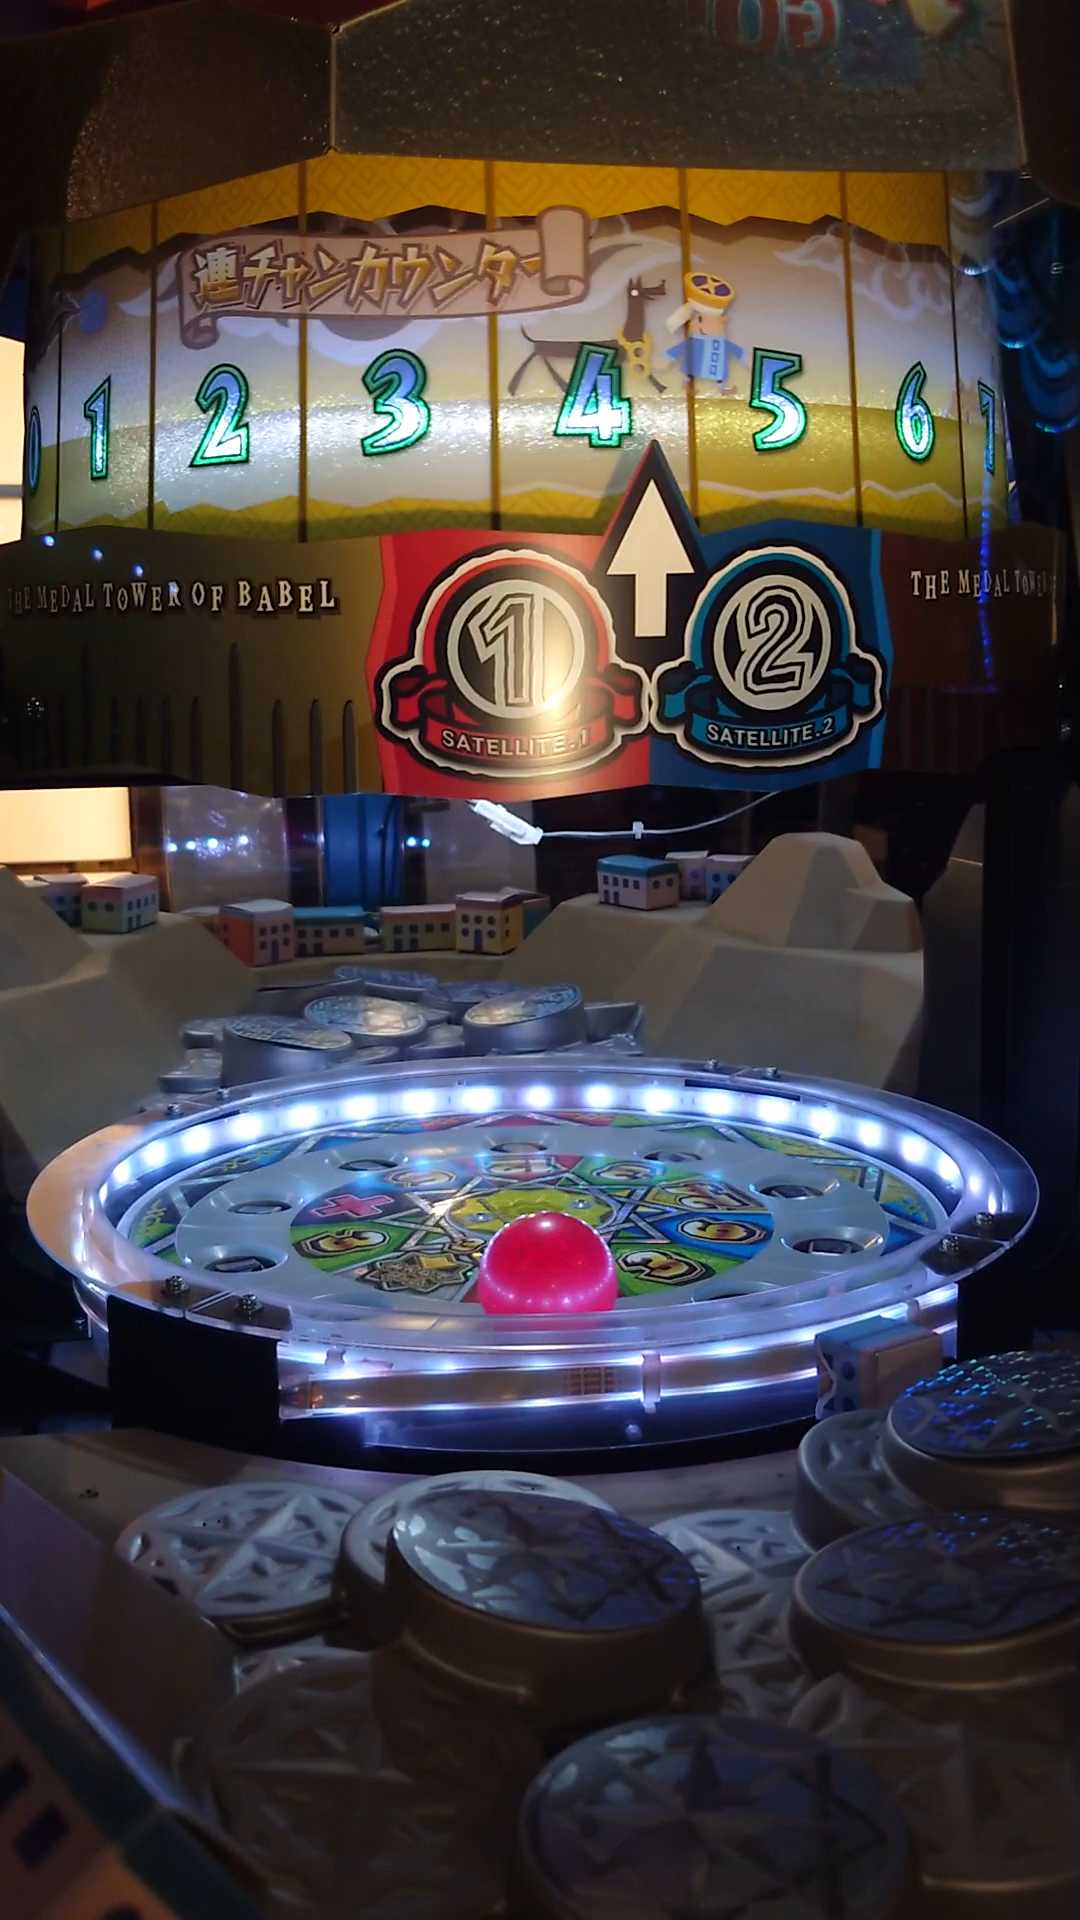 GO
連チャンカウンター
0 1 2 3 4 5 6 7
THE MEDAL TOWER OF BABEL
1
SATELLITE.1
2
SATELLITE.2
THE MEDAL TOWER